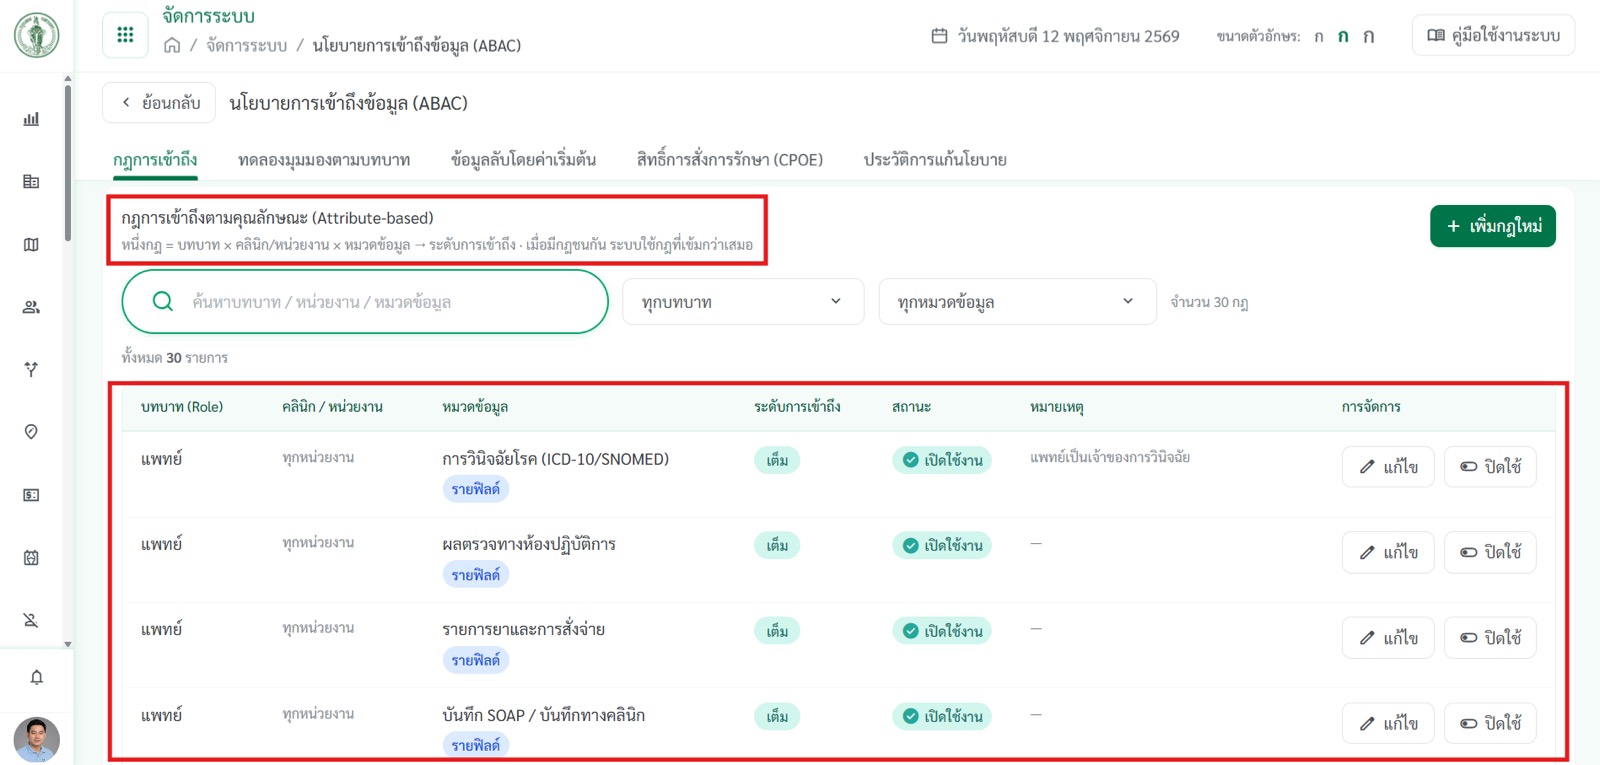 จัดการระบบ
/ จัดการระบบ / นโยบายการเข้าถึงข้อมูล (ABAC)
วันพฤหัสบดี 12 พฤศจิกายน 2569
ขนาดตัวอักษร: ก ก ก
คู่มือใช้งานระบบ
ย้อนกลับ
นโยบายการเข้าถึงข้อมูล (ABAC)
กฎการเข้าถึง ทดลองมุมมองตามบทบาท ข้อมูลลับโดยค่าเริ่มต้น สิทธิ์การสั่งการรักษา (CPOE) ประวัติการแก้นโยบาย
กฎการเข้าถึงตามคุณลักษณะ (Attribute-based)
หนึ่งกฎ = บทบาท × คลินิก/หน่วยงาน × หมวดข้อมูล → ระดับการเข้าถึง · เมื่อมีกฎชนกัน ระบบใช้กฎที่เข้มกว่าเสมอ
+ เพิ่มกฎใหม่
ค้นหาบทบาท / หน่วยงาน / หมวดข้อมูล
ทุกบทบาท
ทุกหมวดข้อมูล
จำนวน 30 กฎ
ทั้งหมด 30 รายการ
บทบาท (Role) คลินิก / หน่วยงาน หมวดข้อมูล ระดับการเข้าถึง สถานะ หมายเหตุ การจัดการ
แพทย์ ทุกหน่วยงาน การวินิจฉัยโรค (ICD-10/SNOMED) เต็ม เปิดใช้งาน แพทย์เป็นเจ้าของการวินิจฉัย แก้ไข ปิดใช้
รายฟิลด์
แพทย์ ทุกหน่วยงาน ผลตรวจทางห้องปฏิบัติการ เต็ม เปิดใช้งาน — แก้ไข ปิดใช้
รายฟิลด์
แพทย์ ทุกหน่วยงาน รายการยาและการสั่งจ่าย เต็ม เปิดใช้งาน — แก้ไข ปิดใช้
รายฟิลด์
แพทย์ ทุกหน่วยงาน บันทึก SOAP / บันทึกทางคลินิก เต็ม เปิดใช้งาน — แก้ไข ปิดใช้
รายฟิลด์